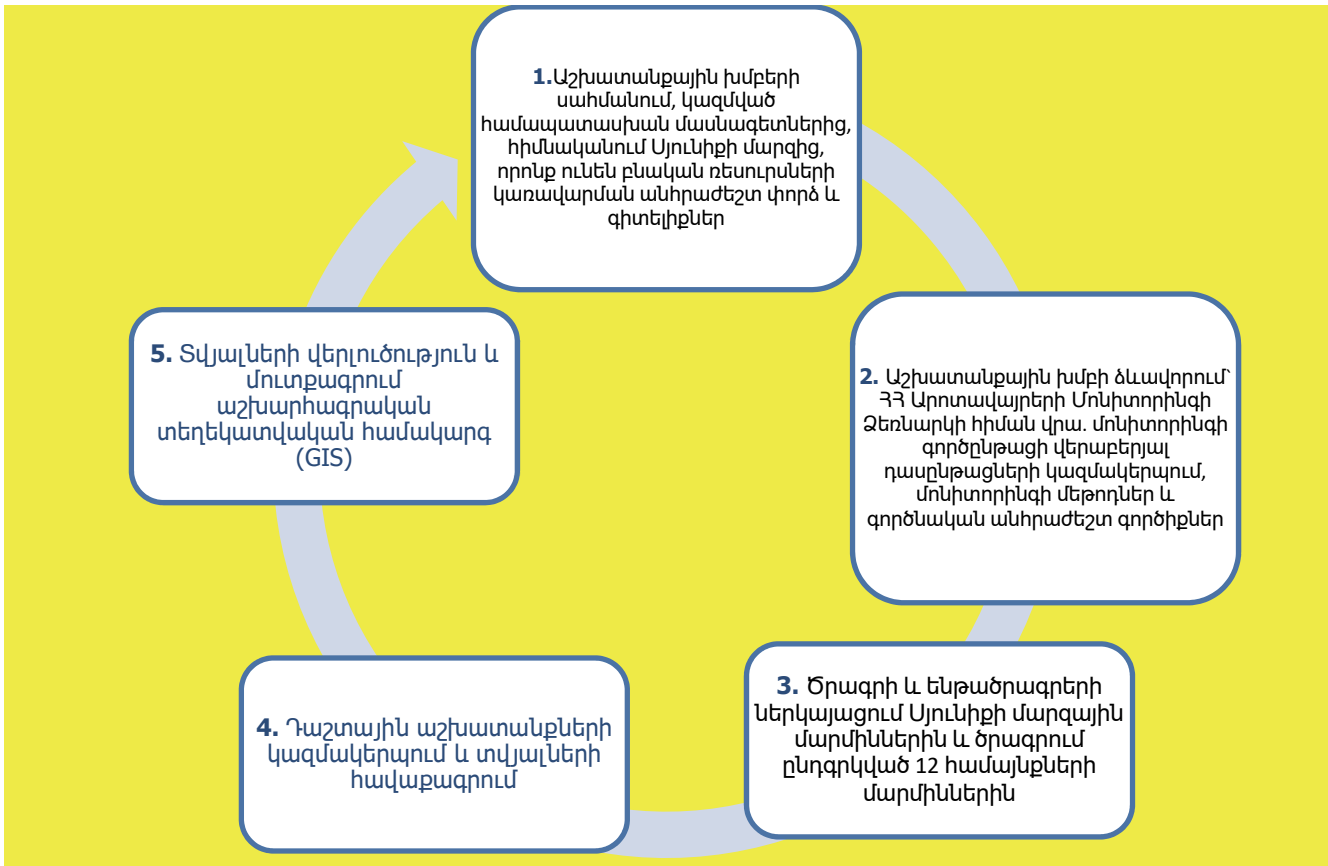 1.Աշխատանքային խմբերի
սահմանում, կազմված
համապատասխան մասնագետներից,
հիմնականում Սյունիքի մարզից,
որոնք ունեն բնական ռեսուրսների
կառավարման անհրաժեշտ փորձ և
գիտելիքներ
2. Աշխատանքային խմբի ձևավորում՝
ՀՀ Արոտավայրերի Մոնիտորինգի
Ձեռնարկի հիման վրա. մոնիտորինգի
գործընթացի վերաբերյալ
դասընթացների կազմակերպում,
մոնիտորինգի մեթոդներ և
գործնական անհրաժեշտ գործիքներ
3. Ծրագրի և ենթածրագրերի
ներկայացում Սյունիքի մարզային
մարմիններին և ծրագրում
ընդգրկված 12 համայնքների
մարմիններին
4. Դաշտային աշխատանքների
կազմակերպում և տվյալների
հավաքագրում
5. Տվյալների վերլուծություն և
մուտքագրում
աշխարհագրական
տեղեկատվական համակարգ
(GIS)